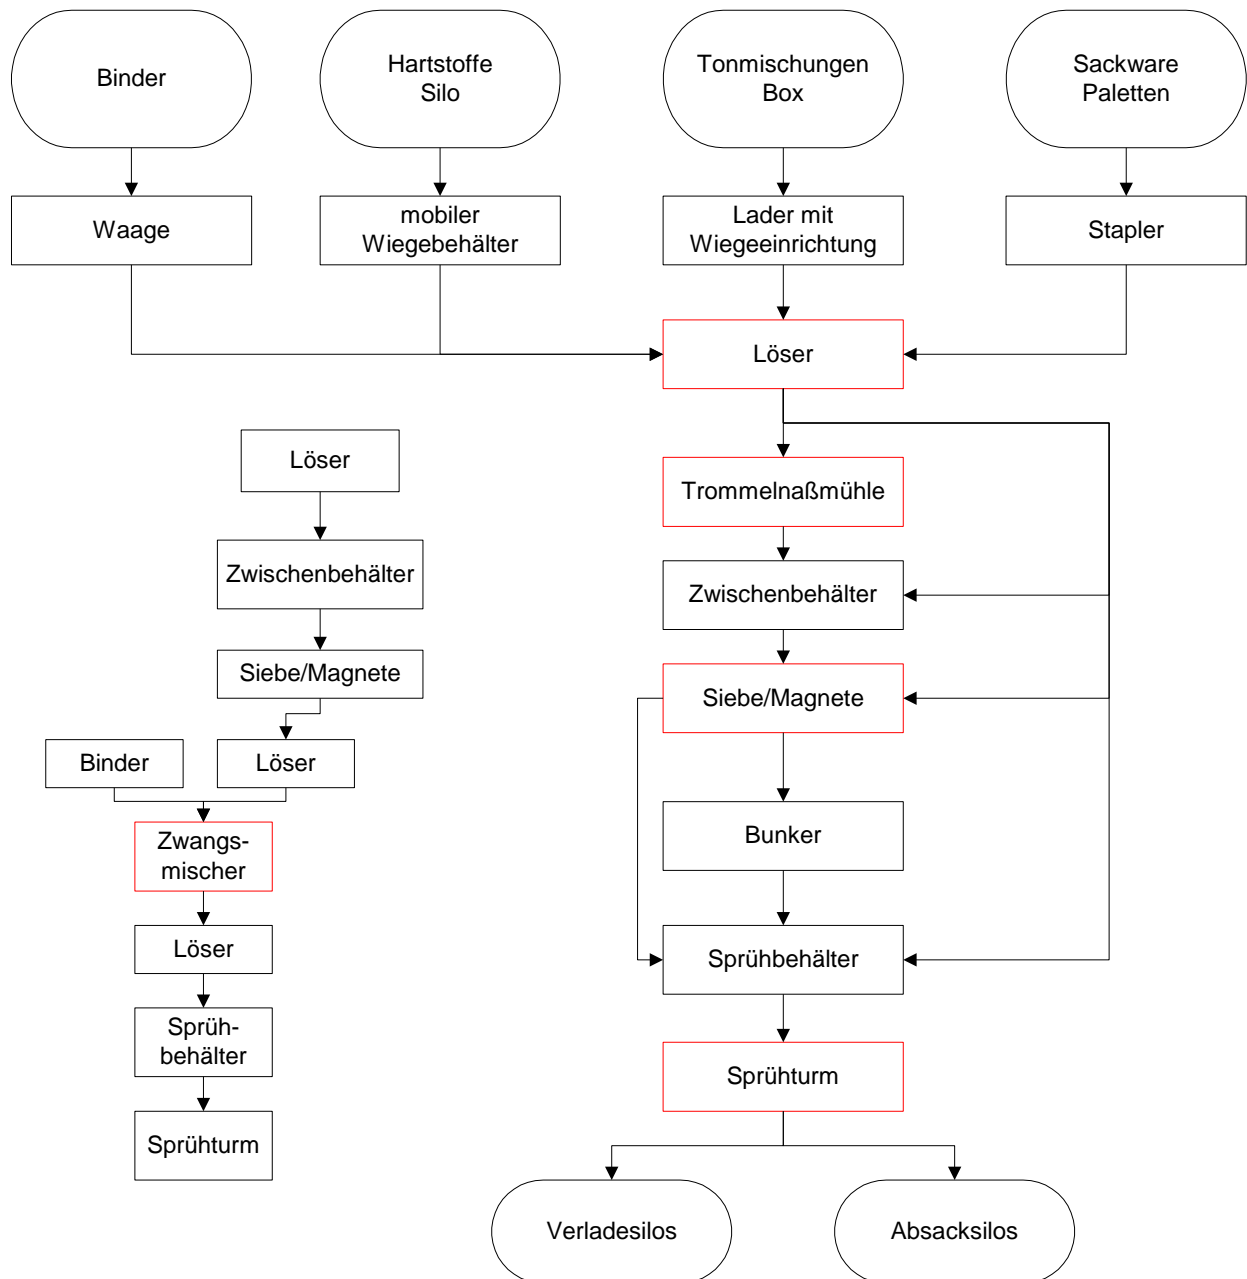 Binder
Hartstoffe
Silo
Tonmischungen
Box
Sackware
Paletten
Waage
mobiler
Wiegebehälter
Lader mit
Wiegeeinrichtung
Stapler
Löser
Löser
Trommelnaßmühle
Zwischenbehälter
Zwischenbehälter
Siebe/Magnete
Siebe/Magnete
Binder
Löser
Zwangs-
mischer
Bunker
Löser
Sprühbehälter
Sprüh-
behälter
Sprühturm
Sprühturm
Verladesilos
Absacksilos